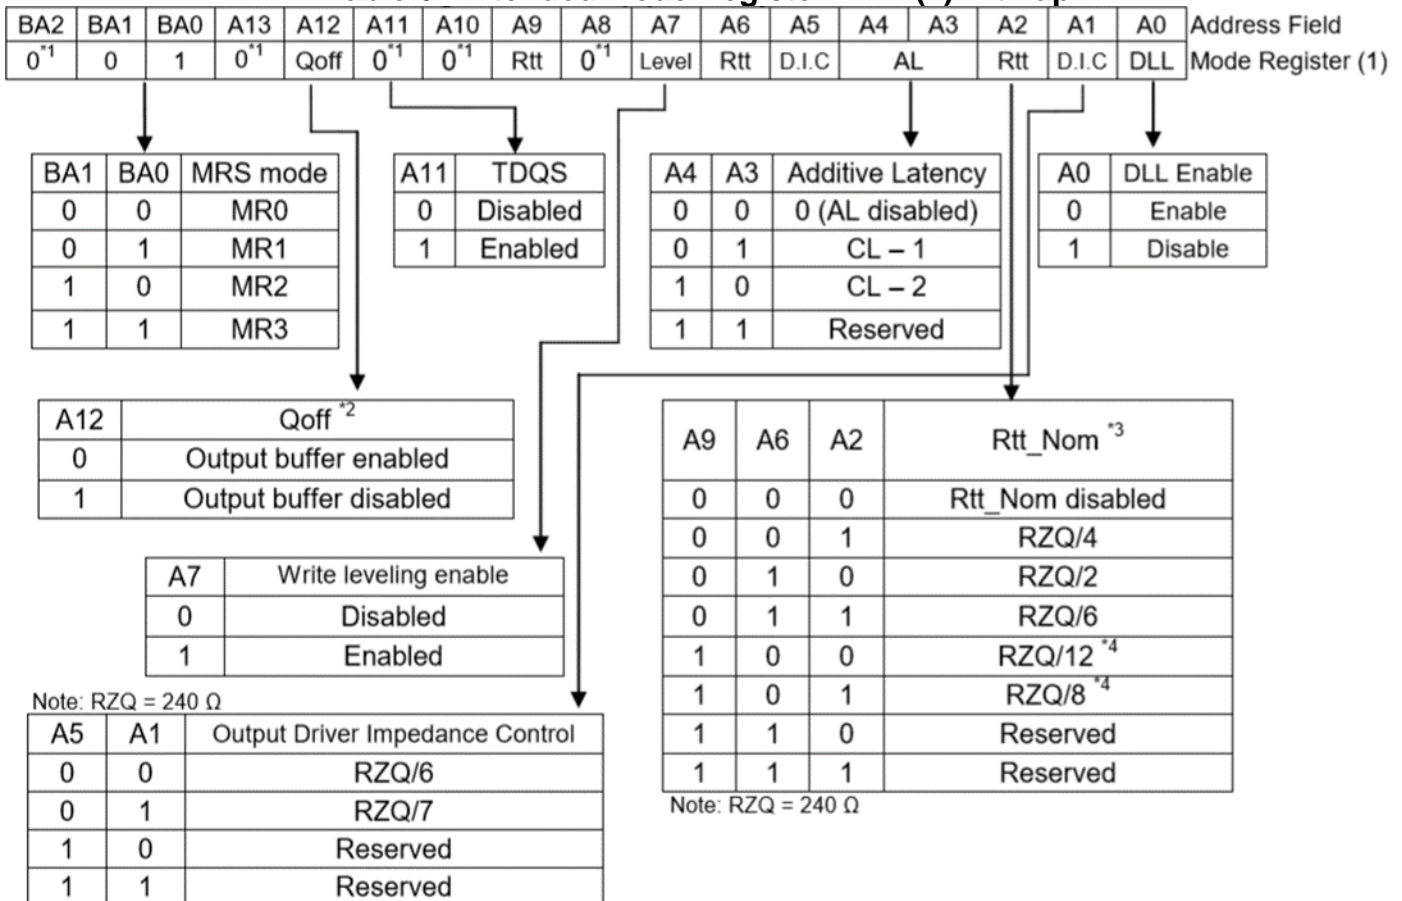 BA2 BA1 BA0 A13 A12 A11 A10 A9 A8 A7 A6 A5 A4 A3 A2 A1 A0 Address Field
0*1 0 1 0*1 Qoff 0*1 0*1 Rtt 0*1 Level Rtt D.I.C AL Rtt D.I.C DLL Mode Register (1)
BA1 BA0 MRS mode
0 0 MR0
0 1 MR1
1 0 MR2
1 1 MR3
A11 TDQS
0 Disabled
1 Enabled
A4 A3 Additive Latency
0 0 0 (AL disabled)
0 1 CL – 1
1 0 CL – 2
1 1 Reserved
A0 DLL Enable
0 Enable
1 Disable
A12 Qoff *2
0 Output buffer enabled
1 Output buffer disabled
A9 A6 A2 Rtt_Nom *3
0 0 0 Rtt_Nom disabled
0 0 1 RZQ/4
0 1 0 RZQ/2
0 1 1 RZQ/6
1 0 0 RZQ/12 *4
1 0 1 RZQ/8 *4
1 1 0 Reserved
1 1 1 Reserved
Note: RZQ = 240 Ω
A7 Write leveling enable
0 Disabled
1 Enabled
Note: RZQ = 240 Ω
A5 A1 Output Driver Impedance Control
0 0 RZQ/6
0 1 RZQ/7
1 0 Reserved
1 1 Reserved